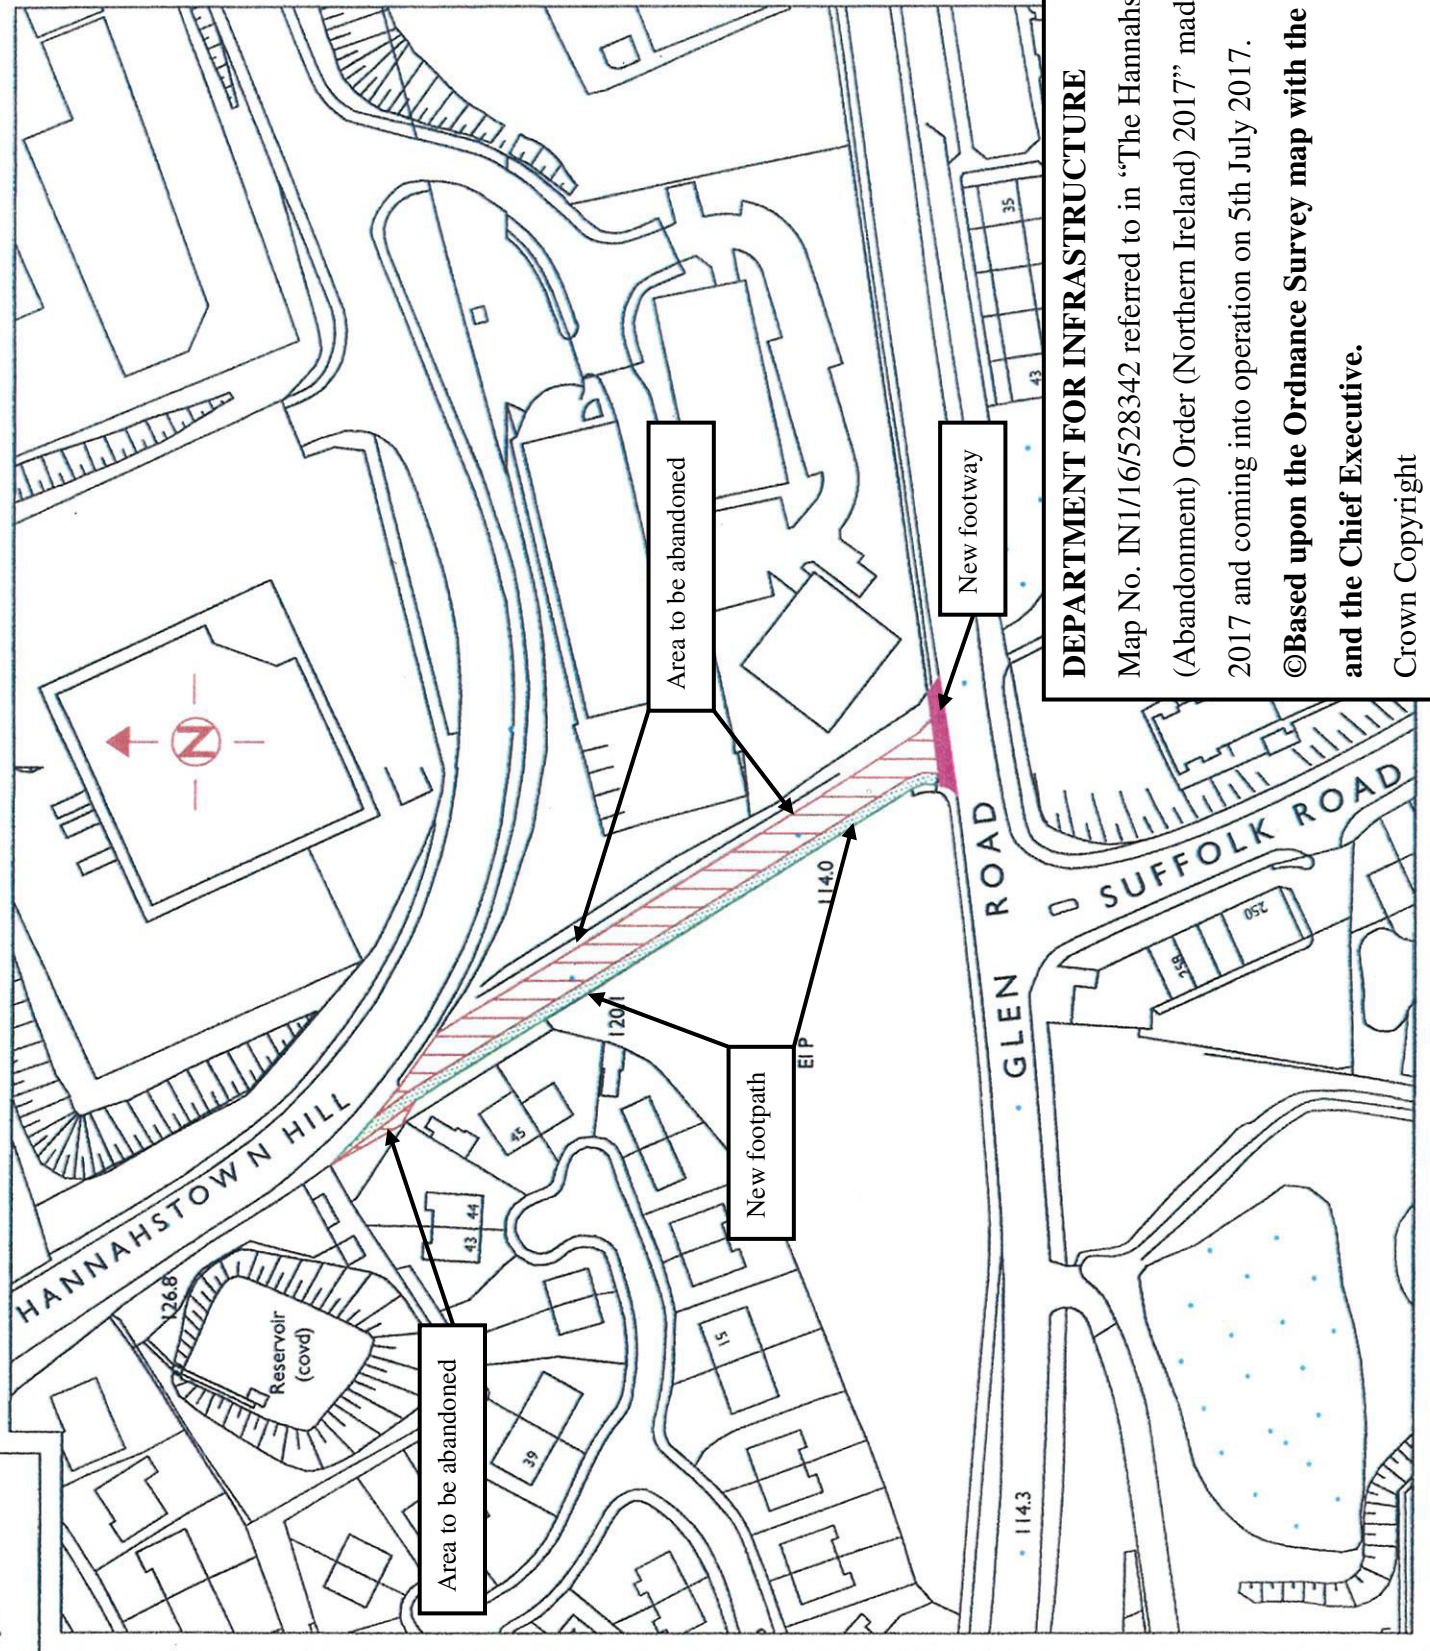 HANNAHSTOWN HILL
126.8
Reservoir
(covd)
Area to be abandoned
Area to be abandoned
New footpath
New footway
43
44
45
39
15
120.1
114.0
El P
GLEN ROAD
SUFFOLK ROAD
258
250
35
43
114.3
N
DEPARTMENT FOR INFRASTRUCTURE
Map No. IN1/16/528342 referred to in “The Hannahs
(Abandonment) Order (Northern Ireland) 2017” mad
2017 and coming into operation on 5th July 2017.
©Based upon the Ordnance Survey map with the
and the Chief Executive.
Crown Copyright